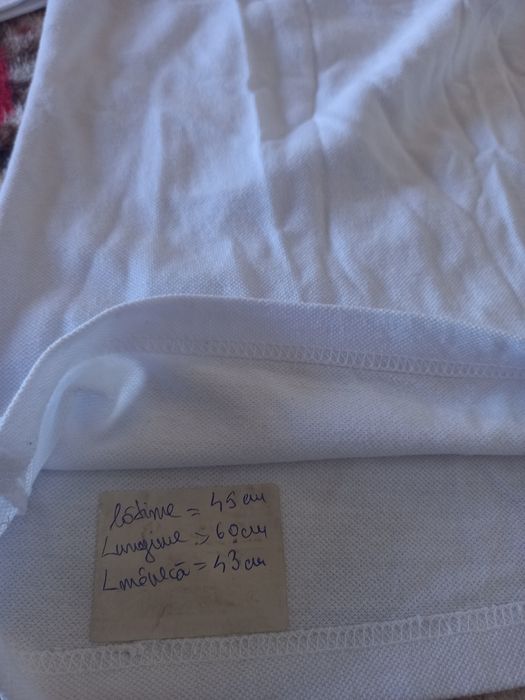 lățime = 45 cm
Lungime = 60 cm
L mânecă = 43 cm